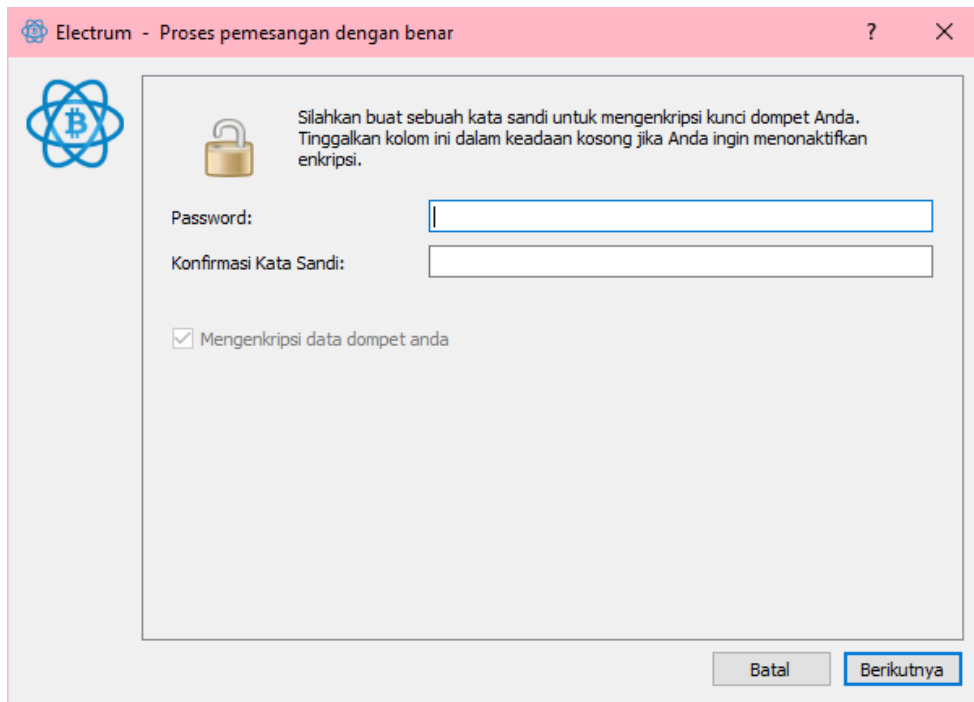 Electrum - Proses pemesangan dengan benar
Silahkan buat sebuah kata sandi untuk mengenkripsi kunci dompet Anda.
Tinggalkan kolom ini dalam keadaan kosong jika Anda ingin menonaktifkan
enkripsi.
Password:
Konfirmasi Kata Sandi:
Mengenkripsi data dompet anda
Batal
Berikutnya